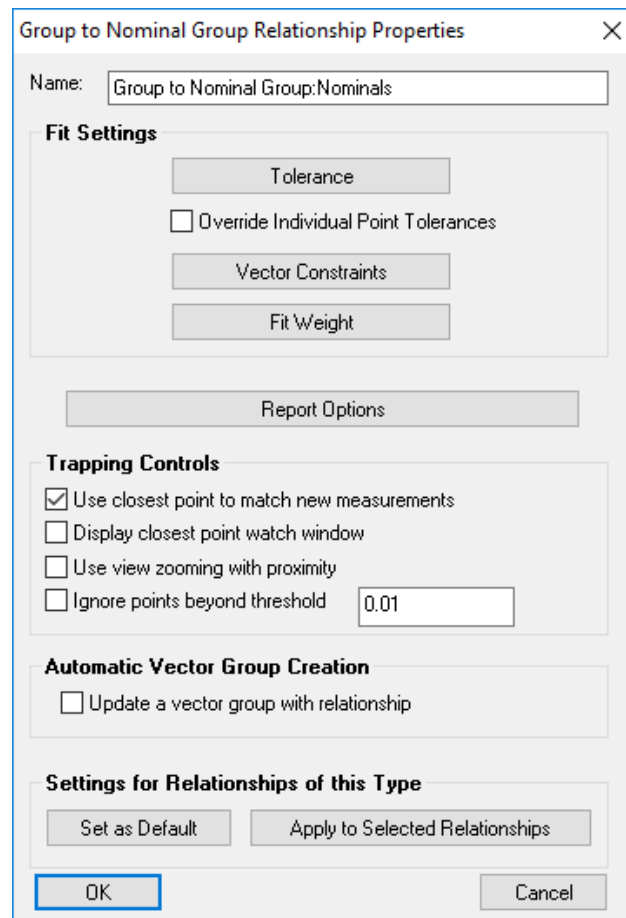 Group to Nominal Group Relationship Properties
Name: Group to Nominal Group:Nominals
Fit Settings
Tolerance
Override Individual Point Tolerances
Vector Constraints
Fit Weight
Report Options
Trapping Controls
Use closest point to match new measurements
Display closest point watch window
Use view zooming with proximity
Ignore points beyond threshold 0.01
Automatic Vector Group Creation
Update a vector group with relationship
Settings for Relationships of this Type
Set as Default Apply to Selected Relationships
OK Cancel